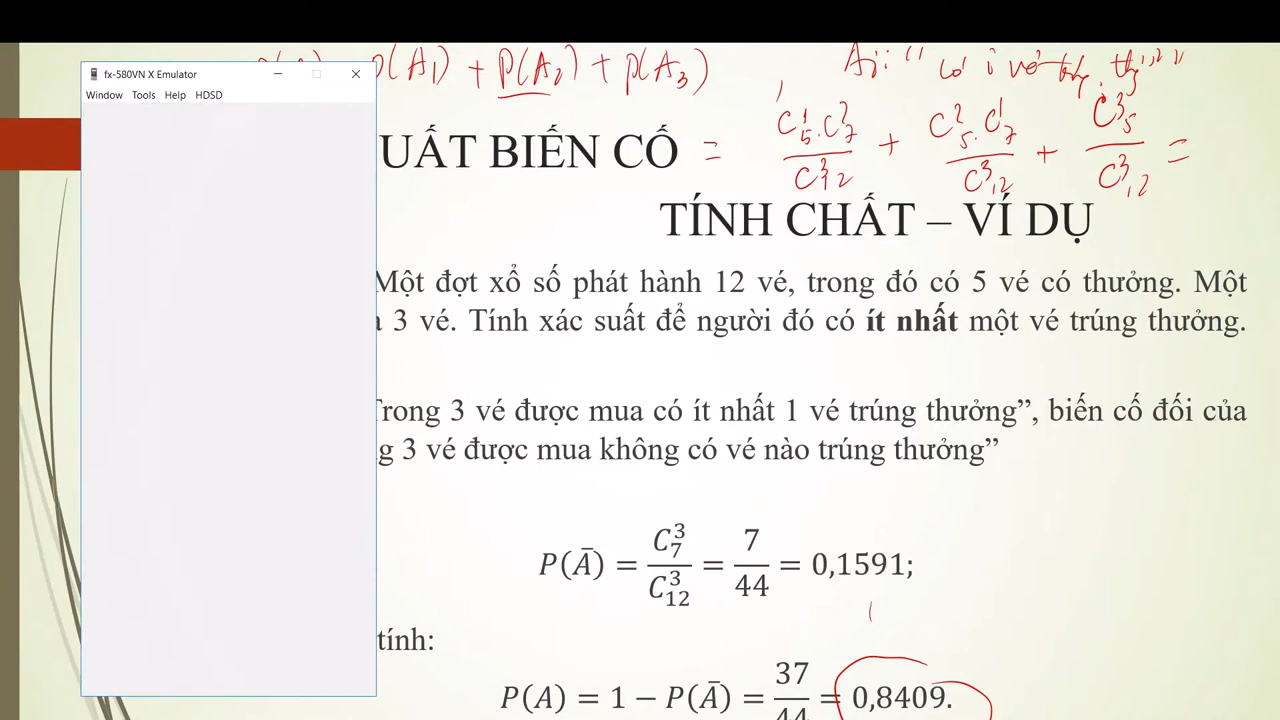 fx-580VN X Emulator
Window Tools Help HDSD
P(A1) + P(A2) + P(A3)
Ai: " có i vé
UẤT BIẾN CỐ = C¹5.C²7 / C³12 + C²5.C¹7 / C³12 + C³5 / C³12 =
TÍNH CHẤT – VÍ DỤ
Một đợt xổ số phát hành 12 vé, trong đó có 5 vé có thưởng. Một
3 vé. Tính xác suất để người đó có ít nhất một vé trúng thưởng.
Trong 3 vé được mua có ít nhất 1 vé trúng thưởng”, biến cố đối của
g 3 vé được mua không có vé nào trúng thưởng”
P(Ā) = C³7 / C³12 = 7 / 44 = 0,1591;
tính:
P(A) = 1 − P(Ā) = 37 / 44 = 0,8409.